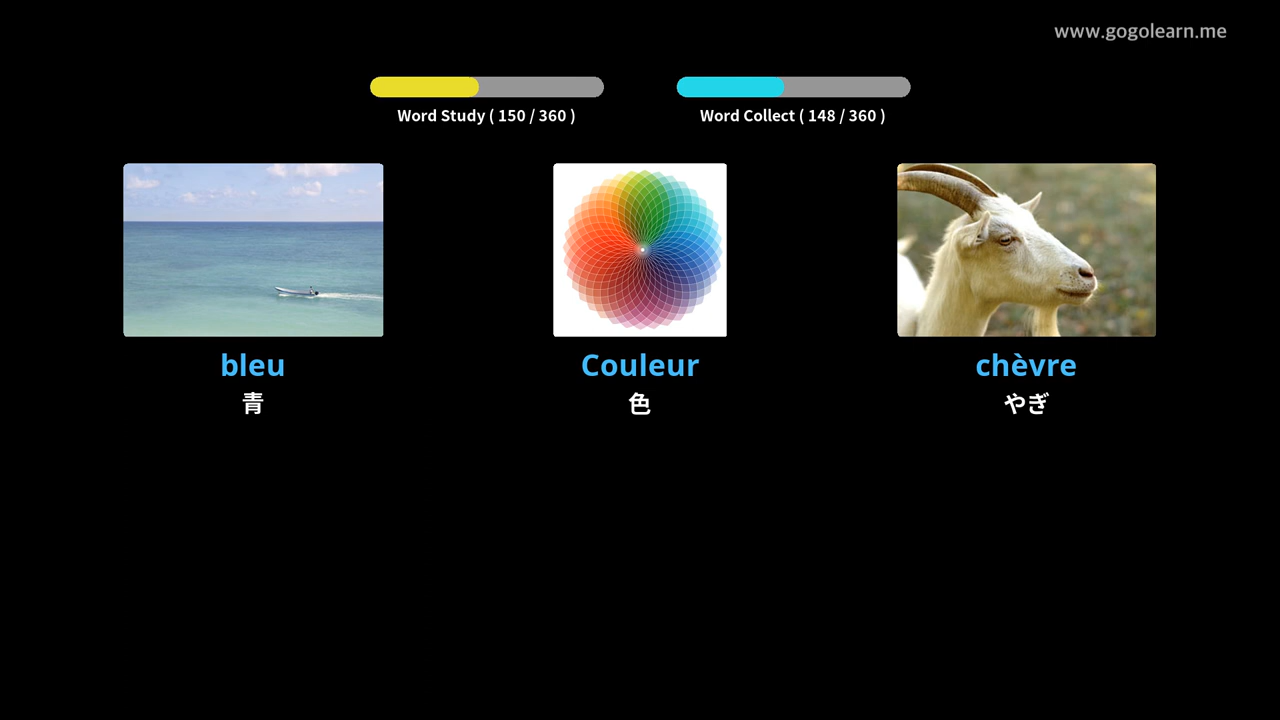 www.gogolearn.me
Word Study ( 150 / 360 )
Word Collect ( 148 / 360 )
bleu
Couleur
chèvre
青
色
やぎ